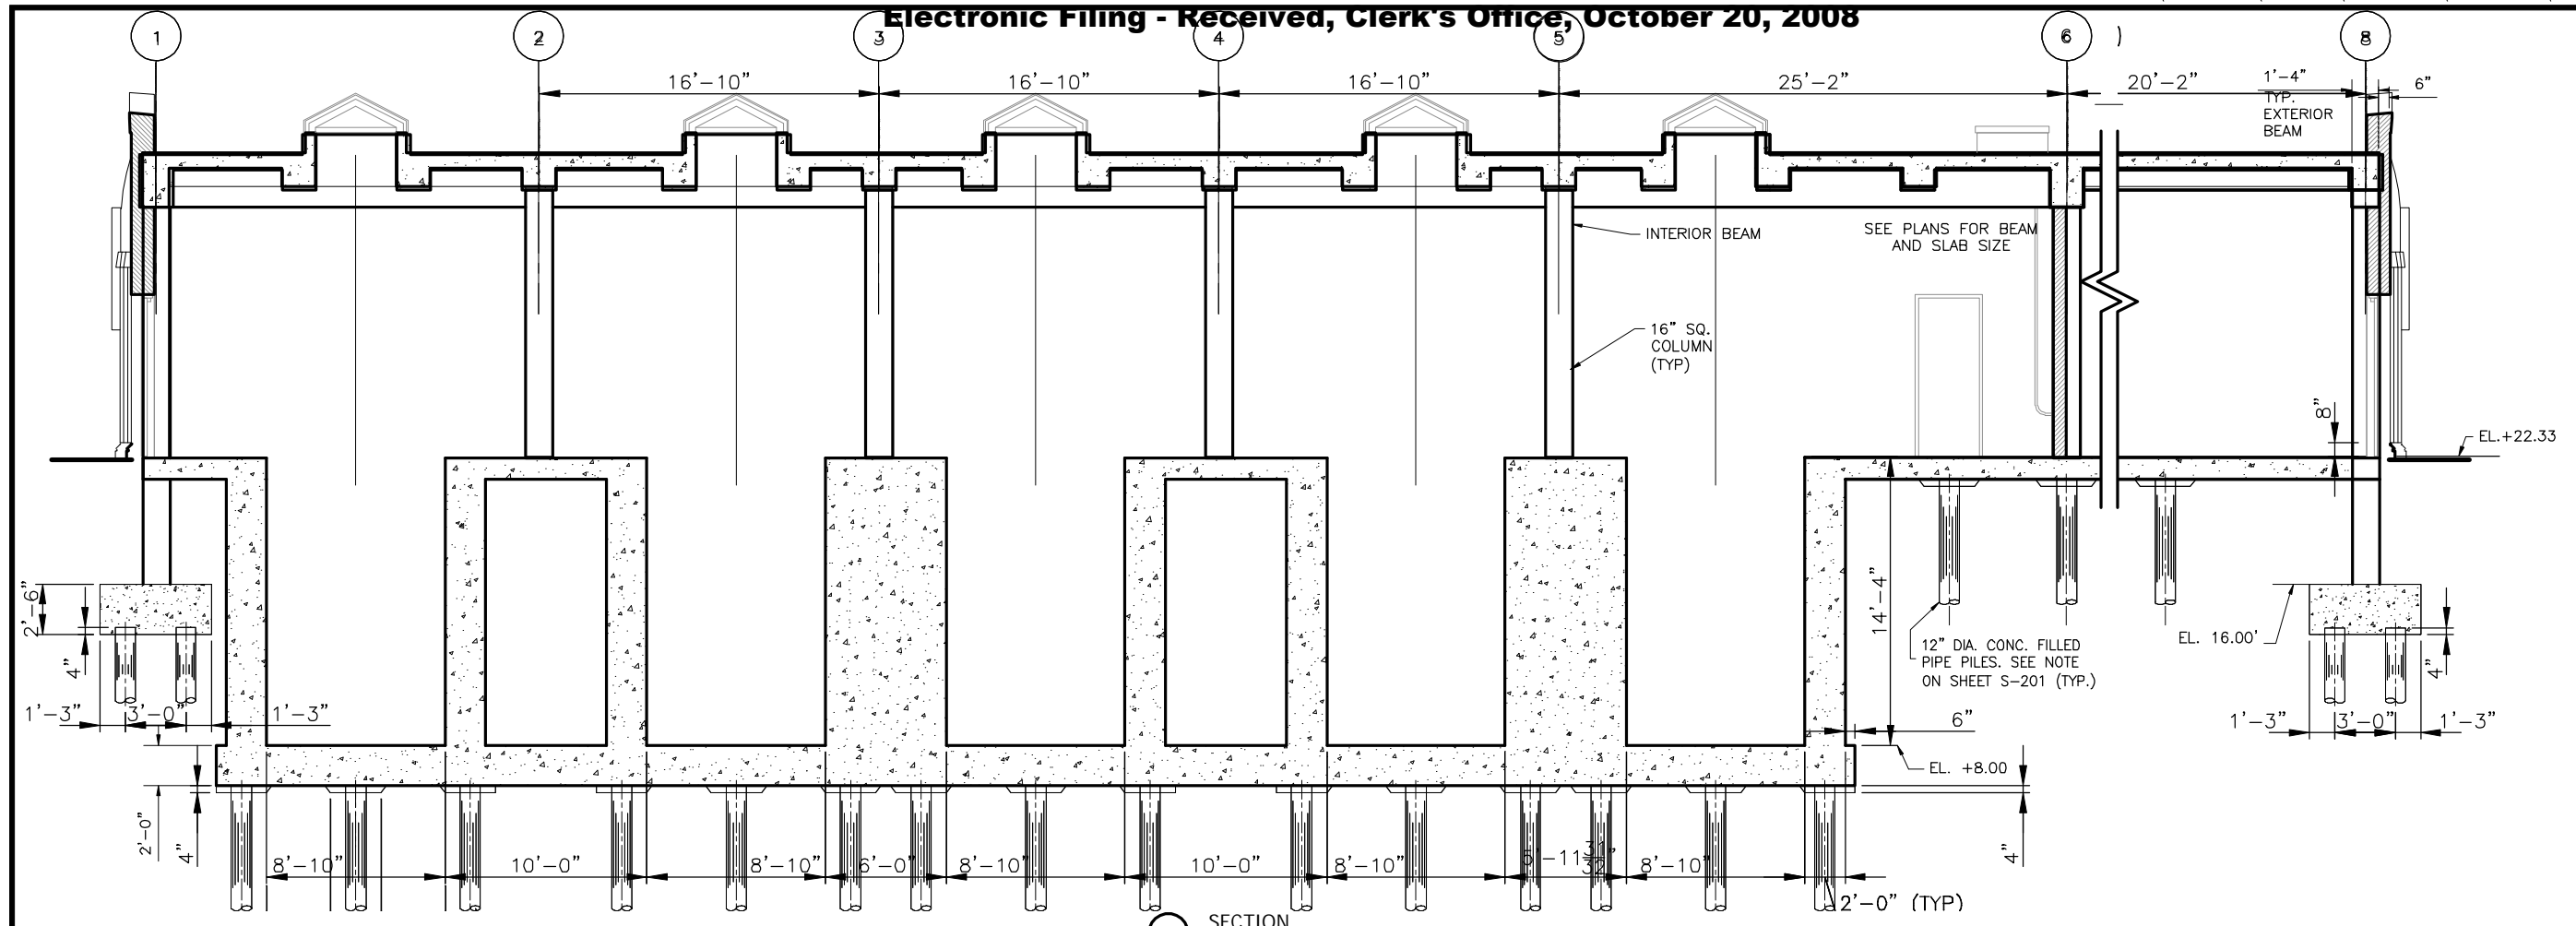 Electronic Filing - Received, Clerk's Office, October 20, 2008
1 2 3 4 5 6 ) 8
16'-10" 16'-10" 16'-10" 25'-2" 20'-2" 1'-4" 6"
TYP.
EXTERIOR
BEAM
INTERIOR BEAM
SEE PLANS FOR BEAM
AND SLAB SIZE
16" SQ.
COLUMN
(TYP)
8"
EL.+22.33
2'-6"
4"
14'-4"
12" DIA. CONC. FILLED
PIPE PILES. SEE NOTE
ON SHEET S-201 (TYP.)
EL. 16.00'
4"
1'-3" 3'-0" 1'-3"
6"
1'-3" 3'-0" 1'-3"
EL. +8.00
2'-0"
4"
4"
8'-10" 10'-0" 8'-10" 6'-0" 8'-10" 10'-0" 8'-10" 5'-11 31/32" 8'-10"
2'-0" (TYP)
SECTION